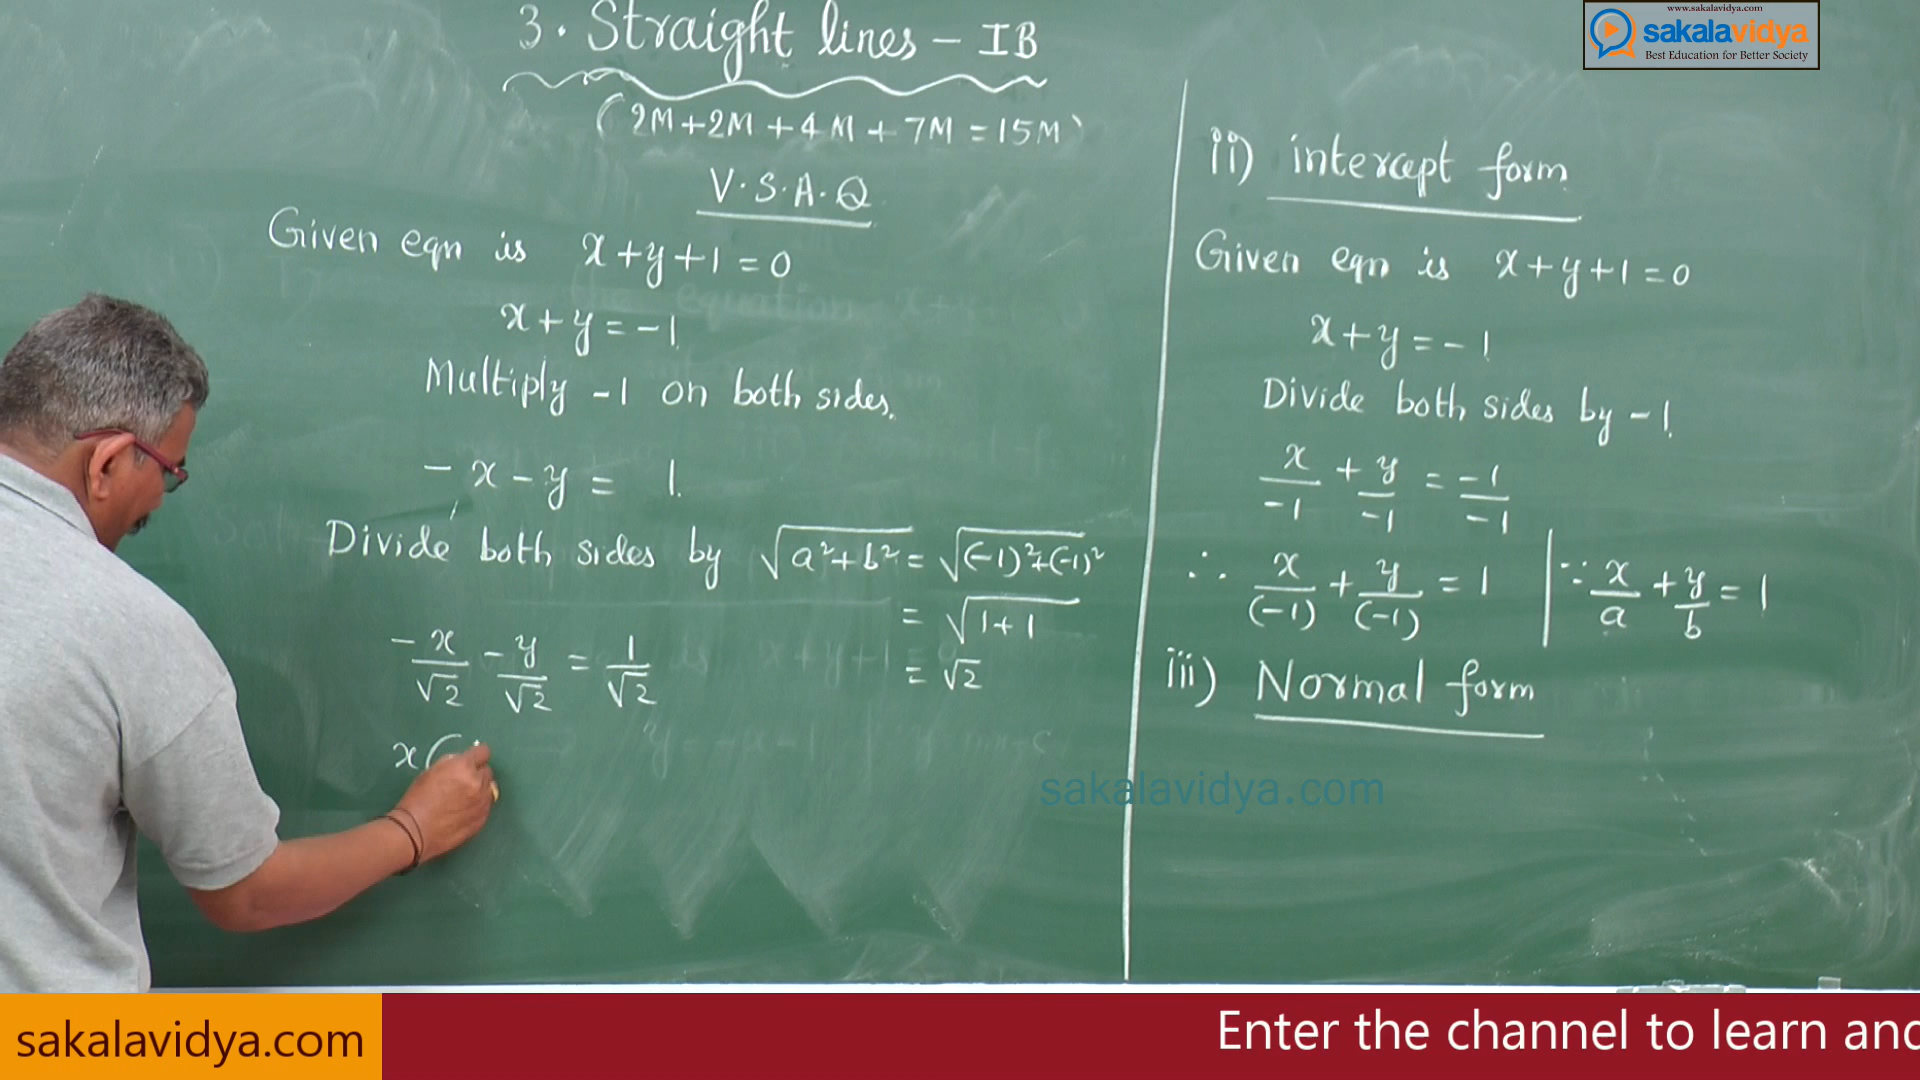 3. Straight lines - IB
(2M+2M+4M+7M=15M)
V.S.A.Q
Given eqn is x+y+1=0
x+y=-1
Multiply -1 on both sides.
-x-y= 1.
Divide both sides by √(a²+b²) = √((-1)²+(-1)²)
= √(1+1)
= √2
-x/√2 - y/√2 = 1/√2
x(-
ii) intercept form
Given eqn is x+y+1=0
x+y=-1
Divide both sides by -1.
x/-1 + y/-1 = -1/-1
∴ x/(-1) + y/(-1) = 1 | ∵ x/a + y/b = 1
iii) Normal form
www.sakalavidya.com
sakalavidya
Best Education for Better Society
sakalavidya.com
sakalavidya.com
Enter the channel to learn and